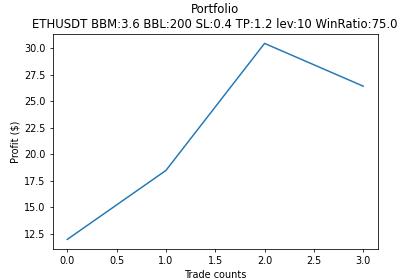 Portfolio
ETHUSDT BBM:3.6 BBL:200 SL:0.4 TP:1.2 lev:10 WinRatio:75.0
30.0
27.5
25.0
22.5
20.0
17.5
15.0
12.5
Profit ($)
0.0 0.5 1.0 1.5 2.0 2.5 3.0
Trade counts